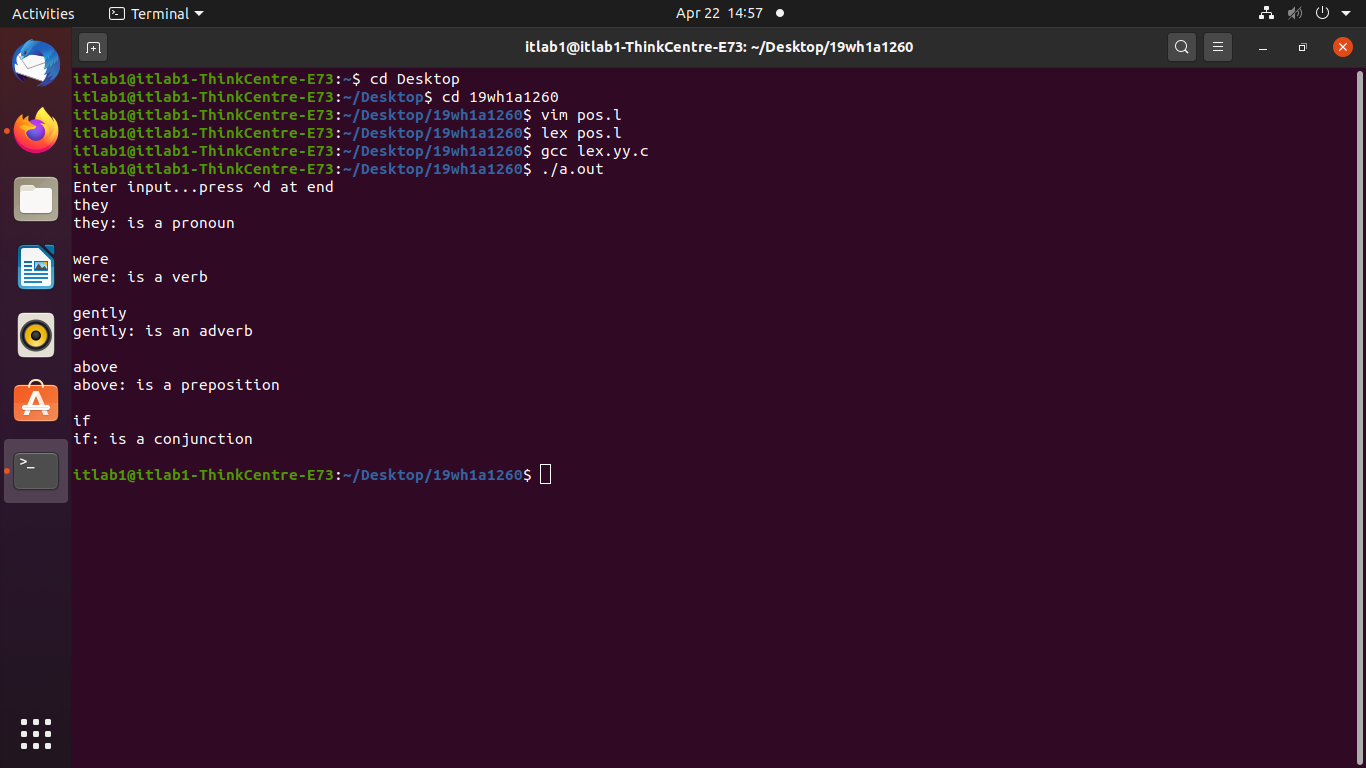 Activities Terminal Apr 22 14:57
itlab1@itlab1-ThinkCentre-E73: ~/Desktop/19wh1a1260
itlab1@itlab1-ThinkCentre-E73:~$ cd Desktop
itlab1@itlab1-ThinkCentre-E73:~/Desktop$ cd 19wh1a1260
itlab1@itlab1-ThinkCentre-E73:~/Desktop/19wh1a1260$ vim pos.l
itlab1@itlab1-ThinkCentre-E73:~/Desktop/19wh1a1260$ lex pos.l
itlab1@itlab1-ThinkCentre-E73:~/Desktop/19wh1a1260$ gcc lex.yy.c
itlab1@itlab1-ThinkCentre-E73:~/Desktop/19wh1a1260$ ./a.out
Enter input...press ^d at end
they
they: is a pronoun
were
were: is a verb
gently
gently: is an adverb
above
above: is a preposition
if
if: is a conjunction
itlab1@itlab1-ThinkCentre-E73:~/Desktop/19wh1a1260$